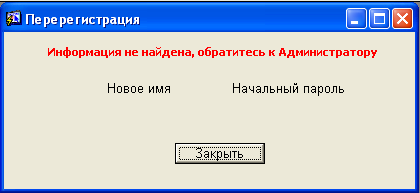 Перерегистрация
Информация не найдена, обратитесь к Администратору
Новое имя Начальный пароль
Закрыть